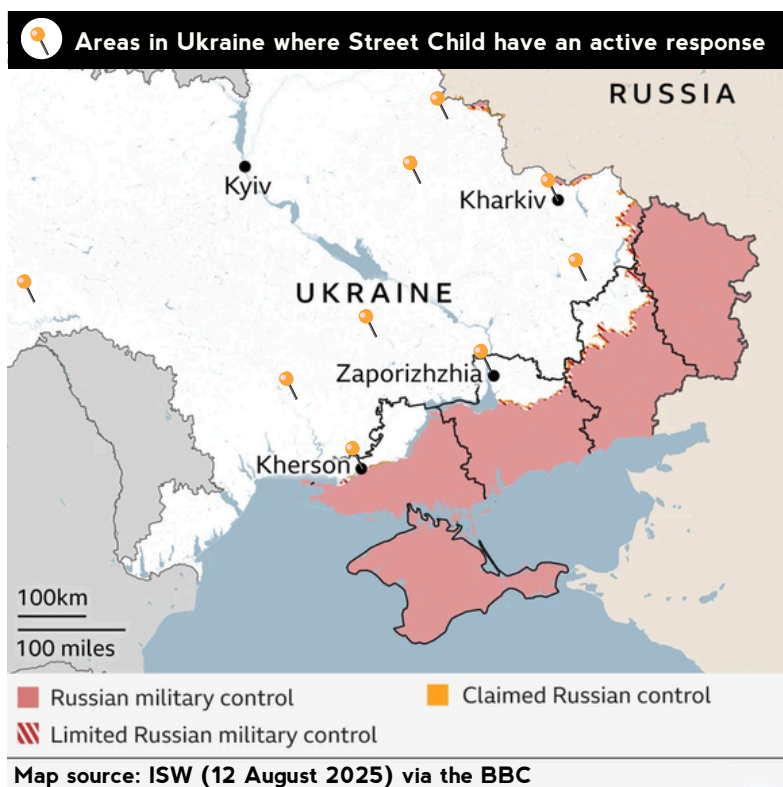 Areas in Ukraine where Street Child have an active response
RUSSIA
Kyiv
Kharkiv
UKRAINE
Zaporizhzhia
Kherson
100km
100 miles
Russian military control
Claimed Russian control
Limited Russian military control
Map source: ISW (12 August 2025) via the BBC